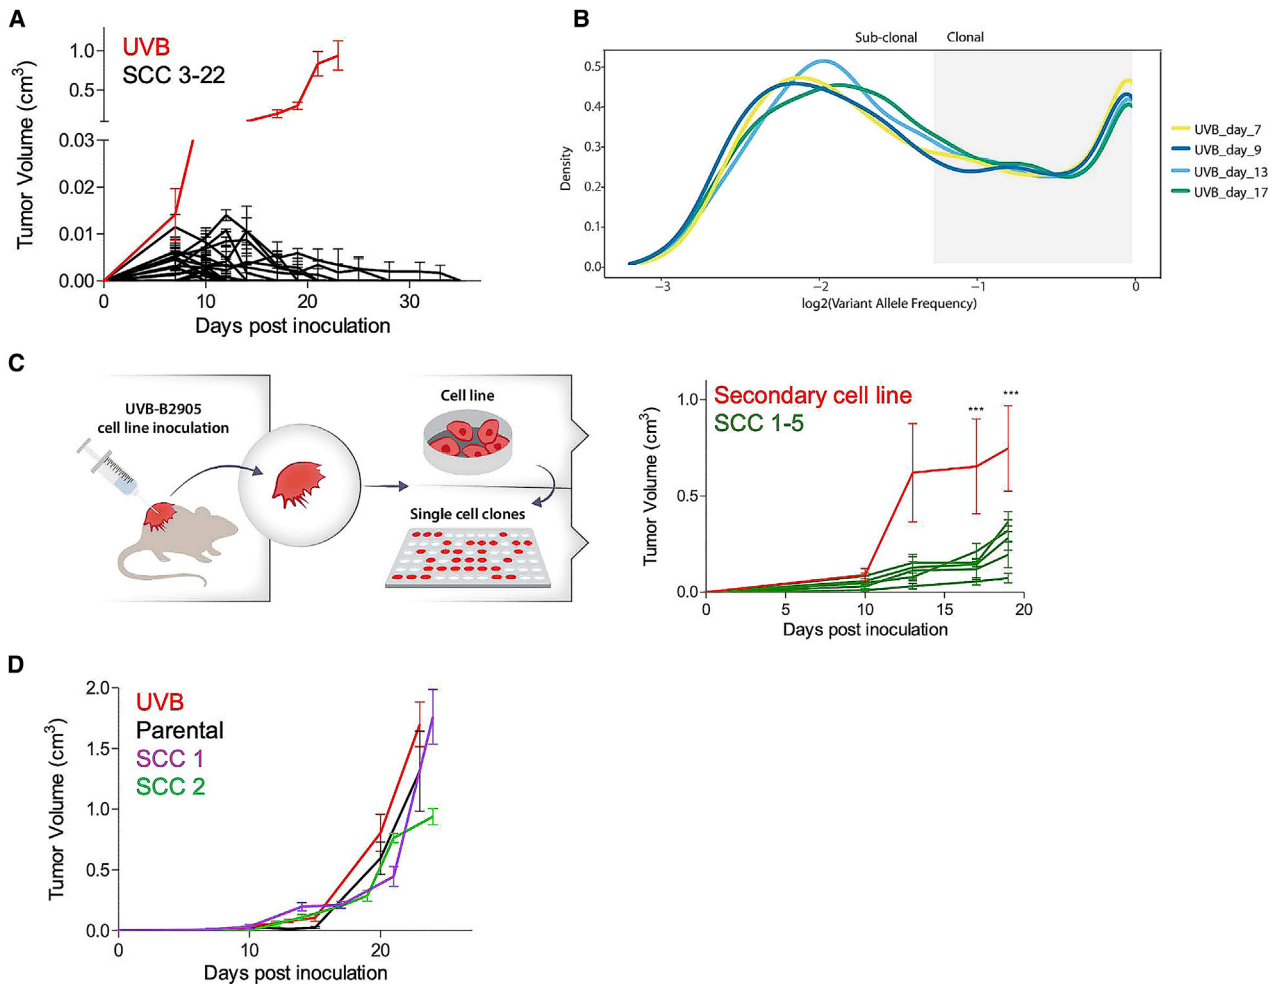 A
UVB
SCC 3-22
Tumor Volume (cm3)
1.0
0.5
0.03
0.02
0.01
0.00
0
10
20
30
Days post inoculation
B
Sub-clonal
Clonal
Density
0.5
0.4
0.3
0.2
0.1
0.0
−3
−2
−1
0
log2(Variant Allele Frequency)
UVB_day_7
UVB_day_9
UVB_day_13
UVB_day_17
C
UVB-B2905
cell line inoculation
Cell line
Single cell clones
Secondary cell line
SCC 1-5
***
***
Tumor Volume (cm3)
1.0
0.5
0.0
0
5
10
15
20
Days post inoculation
D
UVB
Parental
SCC 1
SCC 2
Tumor Volume (cm3)
2.0
1.5
1.0
0.5
0.0
0
10
20
Days post inoculation